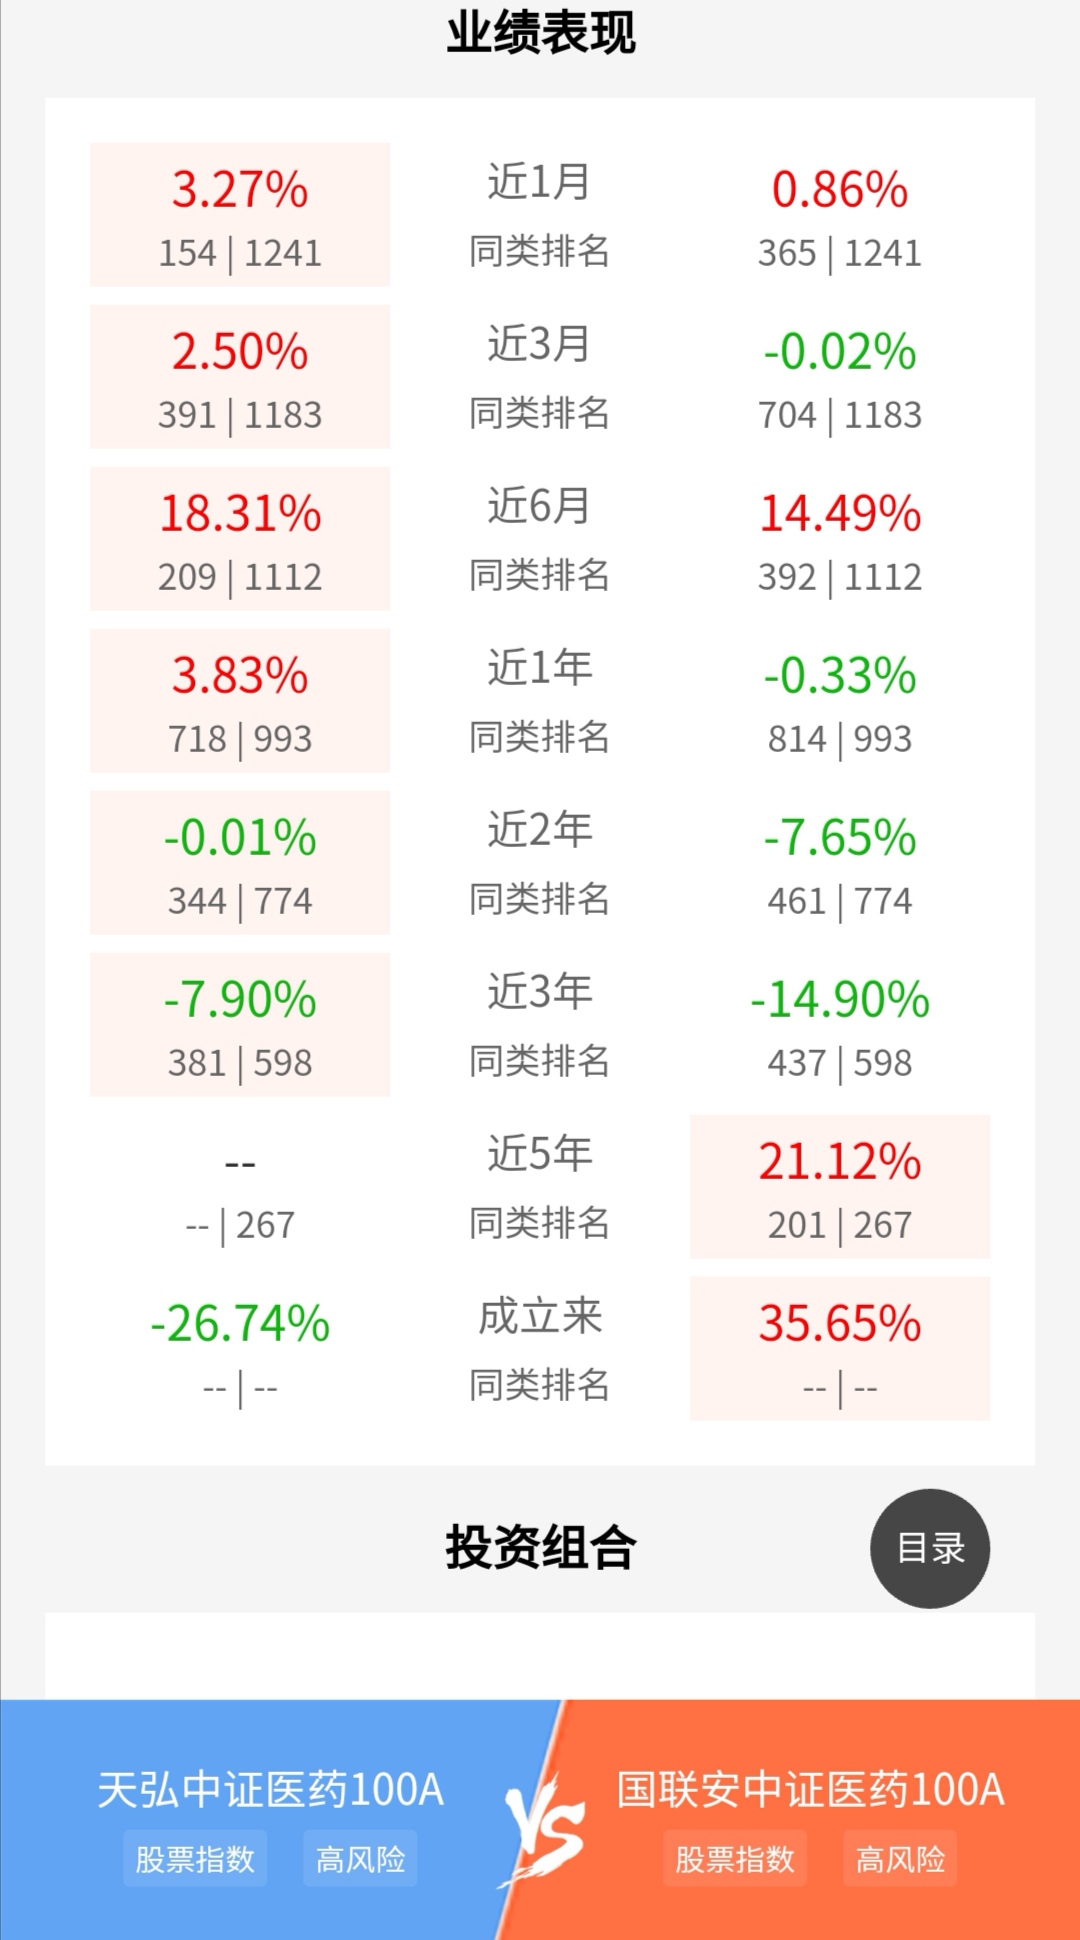 业绩表现
3.27% 近1月 0.86%
154 | 1241 同类排名 365 | 1241
2.50% 近3月 -0.02%
391 | 1183 同类排名 704 | 1183
18.31% 近6月 14.49%
209 | 1112 同类排名 392 | 1112
3.83% 近1年 -0.33%
718 | 993 同类排名 814 | 993
-0.01% 近2年 -7.65%
344 | 774 同类排名 461 | 774
-7.90% 近3年 -14.90%
381 | 598 同类排名 437 | 598
-- 近5年 21.12%
-- | 267 同类排名 201 | 267
-26.74% 成立来 35.65%
-- | -- 同类排名 -- | --
投资组合 目录
天弘中证医药100A VS 国联安中证医药100A
股票指数 高风险 股票指数 高风险